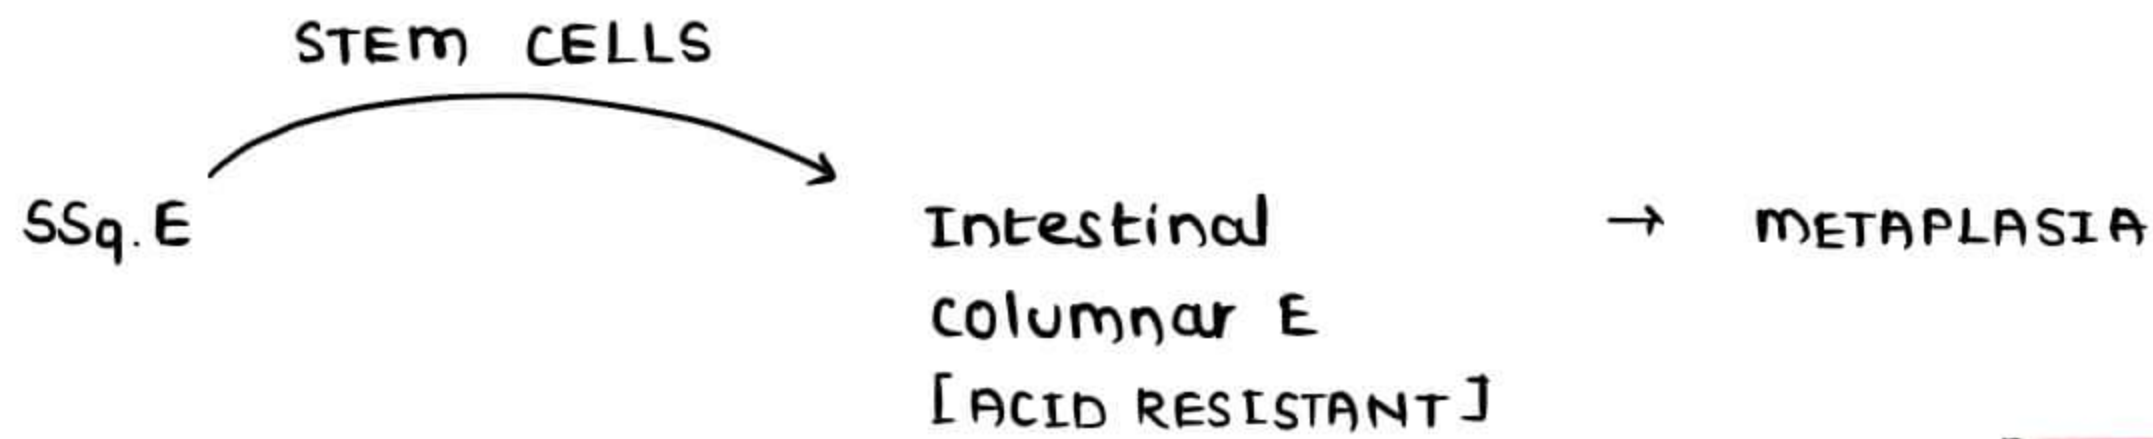 STEM CELLS
SSq. E
Intestinal → METAPLASIA
columnar E
[ACID RESISTANT]